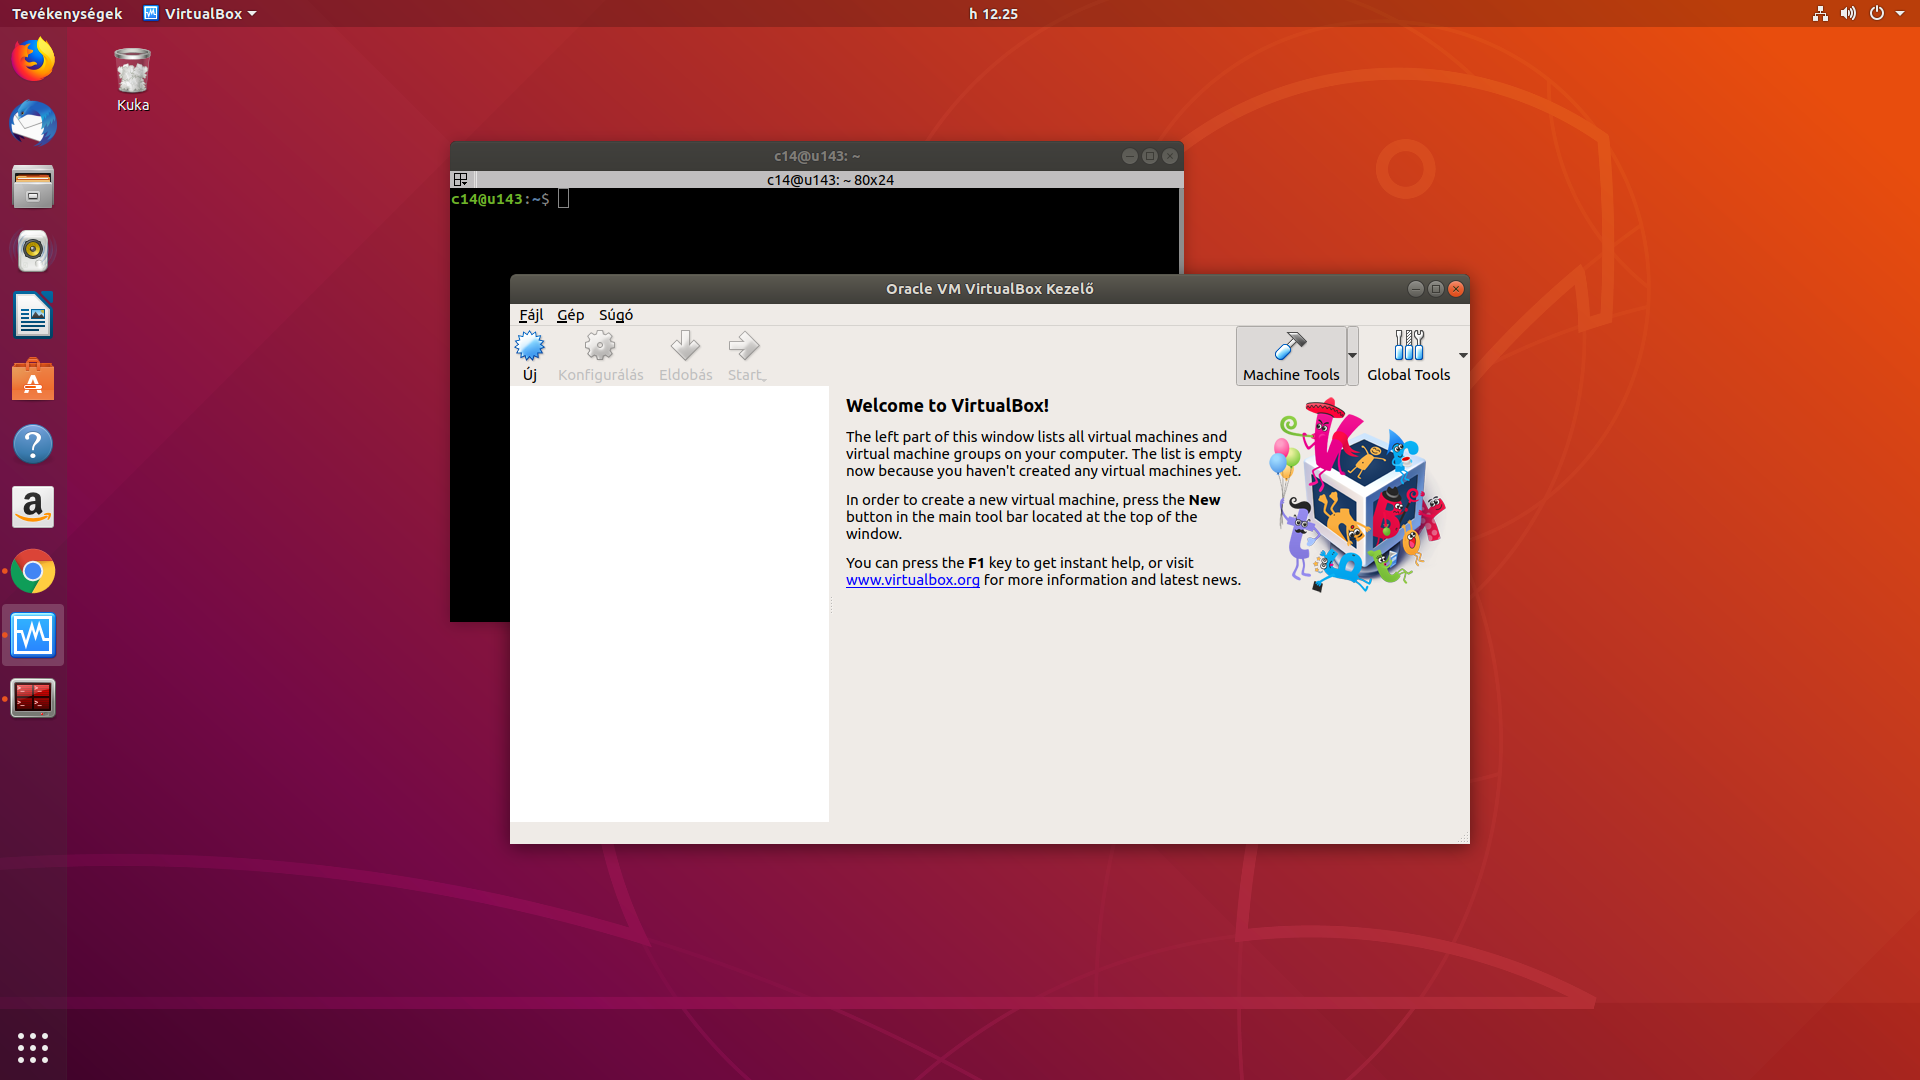 Tevékenységek VirtualBox h 12.25
Kuka
c14@u143: ~
c14@u143: ~ 80x24
c14@u143:~$
Oracle VM VirtualBox Kezelő
Fájl Gép Súgó
Új Konfigurálás Eldobás Start Machine Tools Global Tools
Welcome to VirtualBox!
The left part of this window lists all virtual machines and
virtual machine groups on your computer. The list is empty
now because you haven't created any virtual machines yet.
In order to create a new virtual machine, press the New
button in the main tool bar located at the top of the
window.
You can press the F1 key to get instant help, or visit
www.virtualbox.org for more information and latest news.